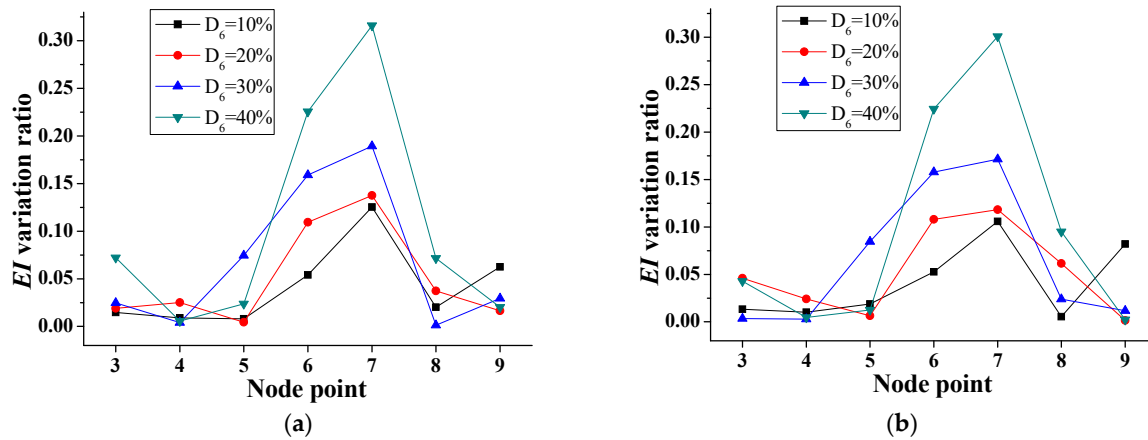 D₆=10%
D₆=20%
D₆=30%
D₆=40%
0.30
0.25
0.20
0.15
0.10
0.05
0.00
EI variation ratio
3 4 5 6 7 8 9
Node point
(a)
D₆=10%
D₆=20%
D₆=30%
D₆=40%
0.30
0.25
0.20
0.15
0.10
0.05
0.00
EI variation ratio
3 4 5 6 7 8 9
Node point
(b)